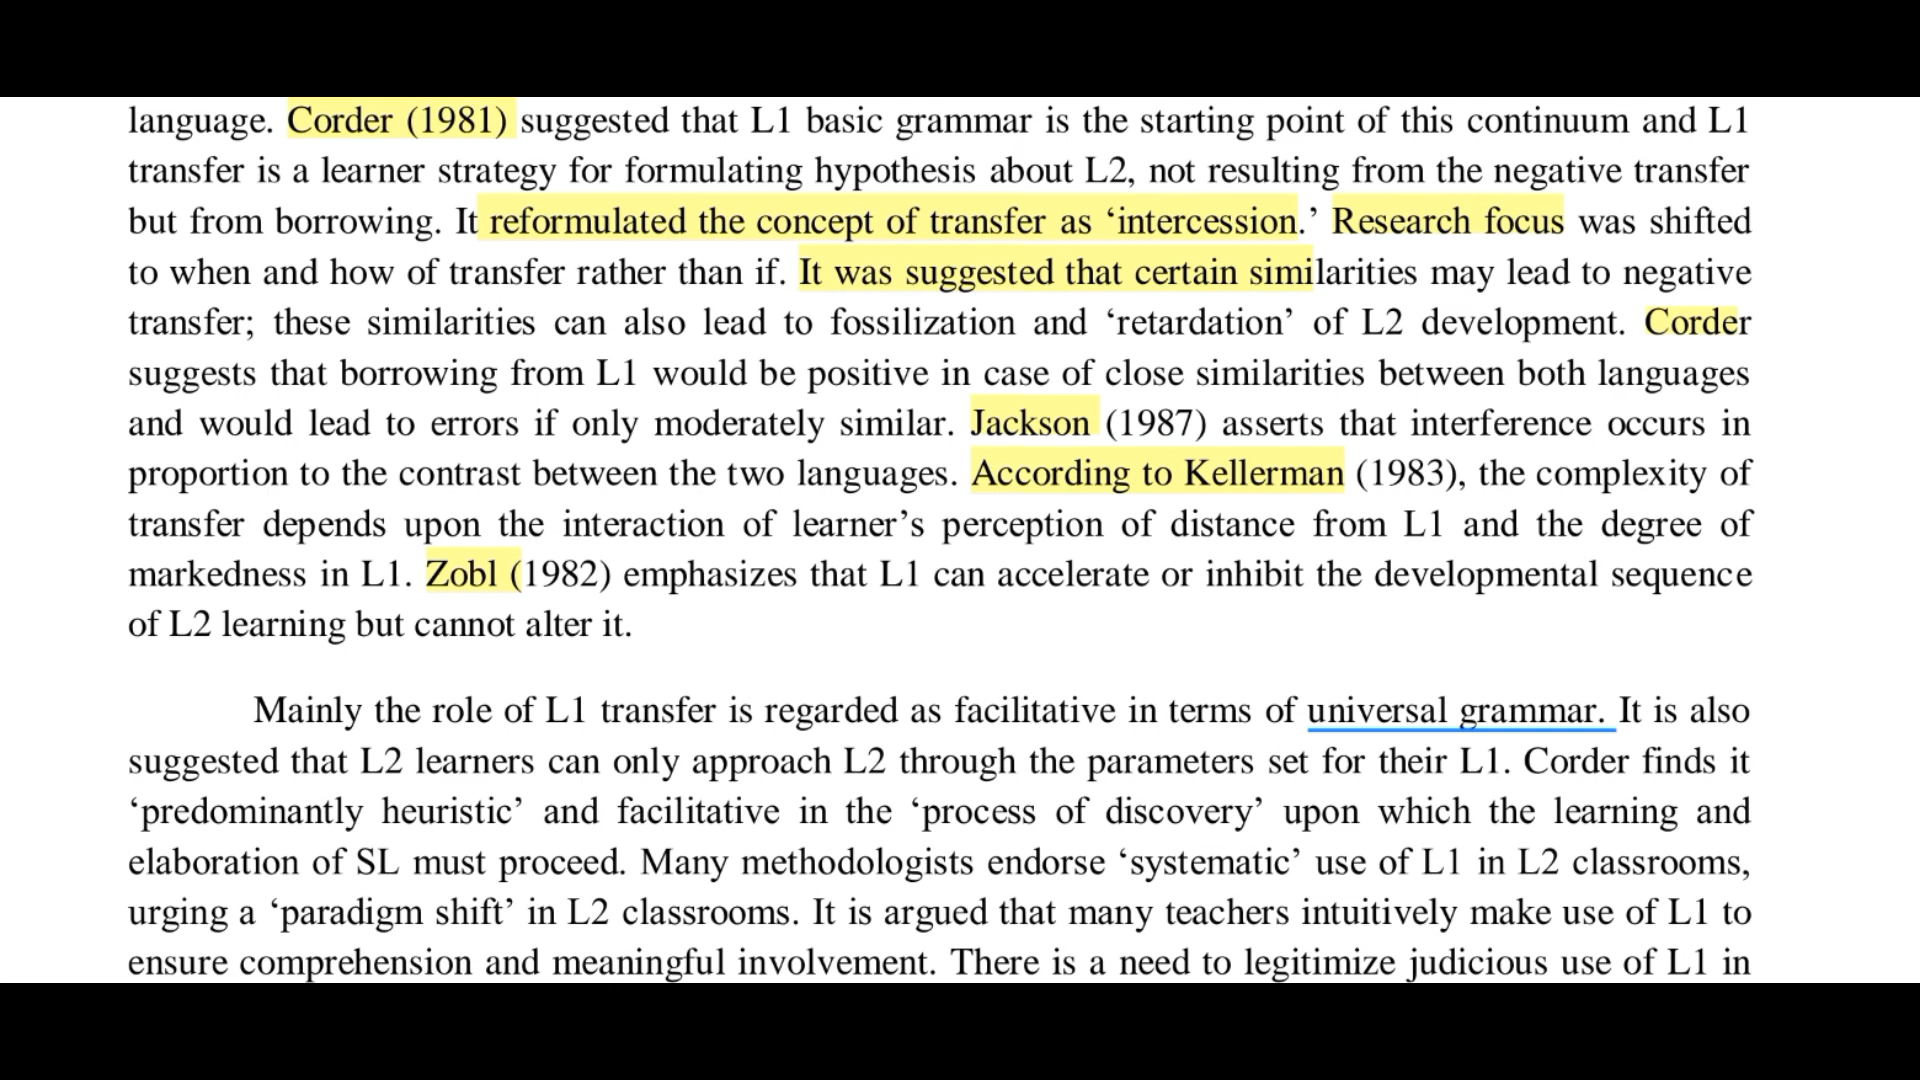 language. Corder (1981) suggested that L1 basic grammar is the starting point of this continuum and L1
transfer is a learner strategy for formulating hypothesis about L2, not resulting from the negative transfer
but from borrowing. It reformulated the concept of transfer as ‘intercession.’ Research focus was shifted
to when and how of transfer rather than if. It was suggested that certain similarities may lead to negative
transfer; these similarities can also lead to fossilization and ‘retardation’ of L2 development. Corder
suggests that borrowing from L1 would be positive in case of close similarities between both languages
and would lead to errors if only moderately similar. Jackson (1987) asserts that interference occurs in
proportion to the contrast between the two languages. According to Kellerman (1983), the complexity of
transfer depends upon the interaction of learner’s perception of distance from L1 and the degree of
markedness in L1. Zobl (1982) emphasizes that L1 can accelerate or inhibit the developmental sequence
of L2 learning but cannot alter it.
Mainly the role of L1 transfer is regarded as facilitative in terms of universal grammar. It is also
suggested that L2 learners can only approach L2 through the parameters set for their L1. Corder finds it
‘predominantly heuristic’ and facilitative in the ‘process of discovery’ upon which the learning and
elaboration of SL must proceed. Many methodologists endorse ‘systematic’ use of L1 in L2 classrooms,
urging a ‘paradigm shift’ in L2 classrooms. It is argued that many teachers intuitively make use of L1 to
ensure comprehension and meaningful involvement. There is a need to legitimize judicious use of L1 in